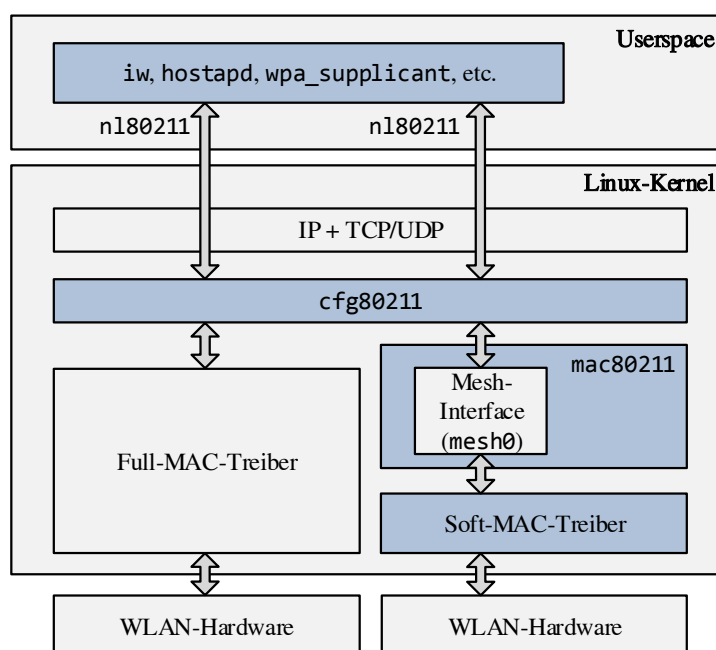 Userspace
iw, hostapd, wpa_supplicant, etc.
nl80211
nl80211
Linux-Kernel
IP + TCP/UDP
cfg80211
mac80211
Mesh-
Interface
(mesh0)
Full-MAC-Treiber
Soft-MAC-Treiber
WLAN-Hardware
WLAN-Hardware